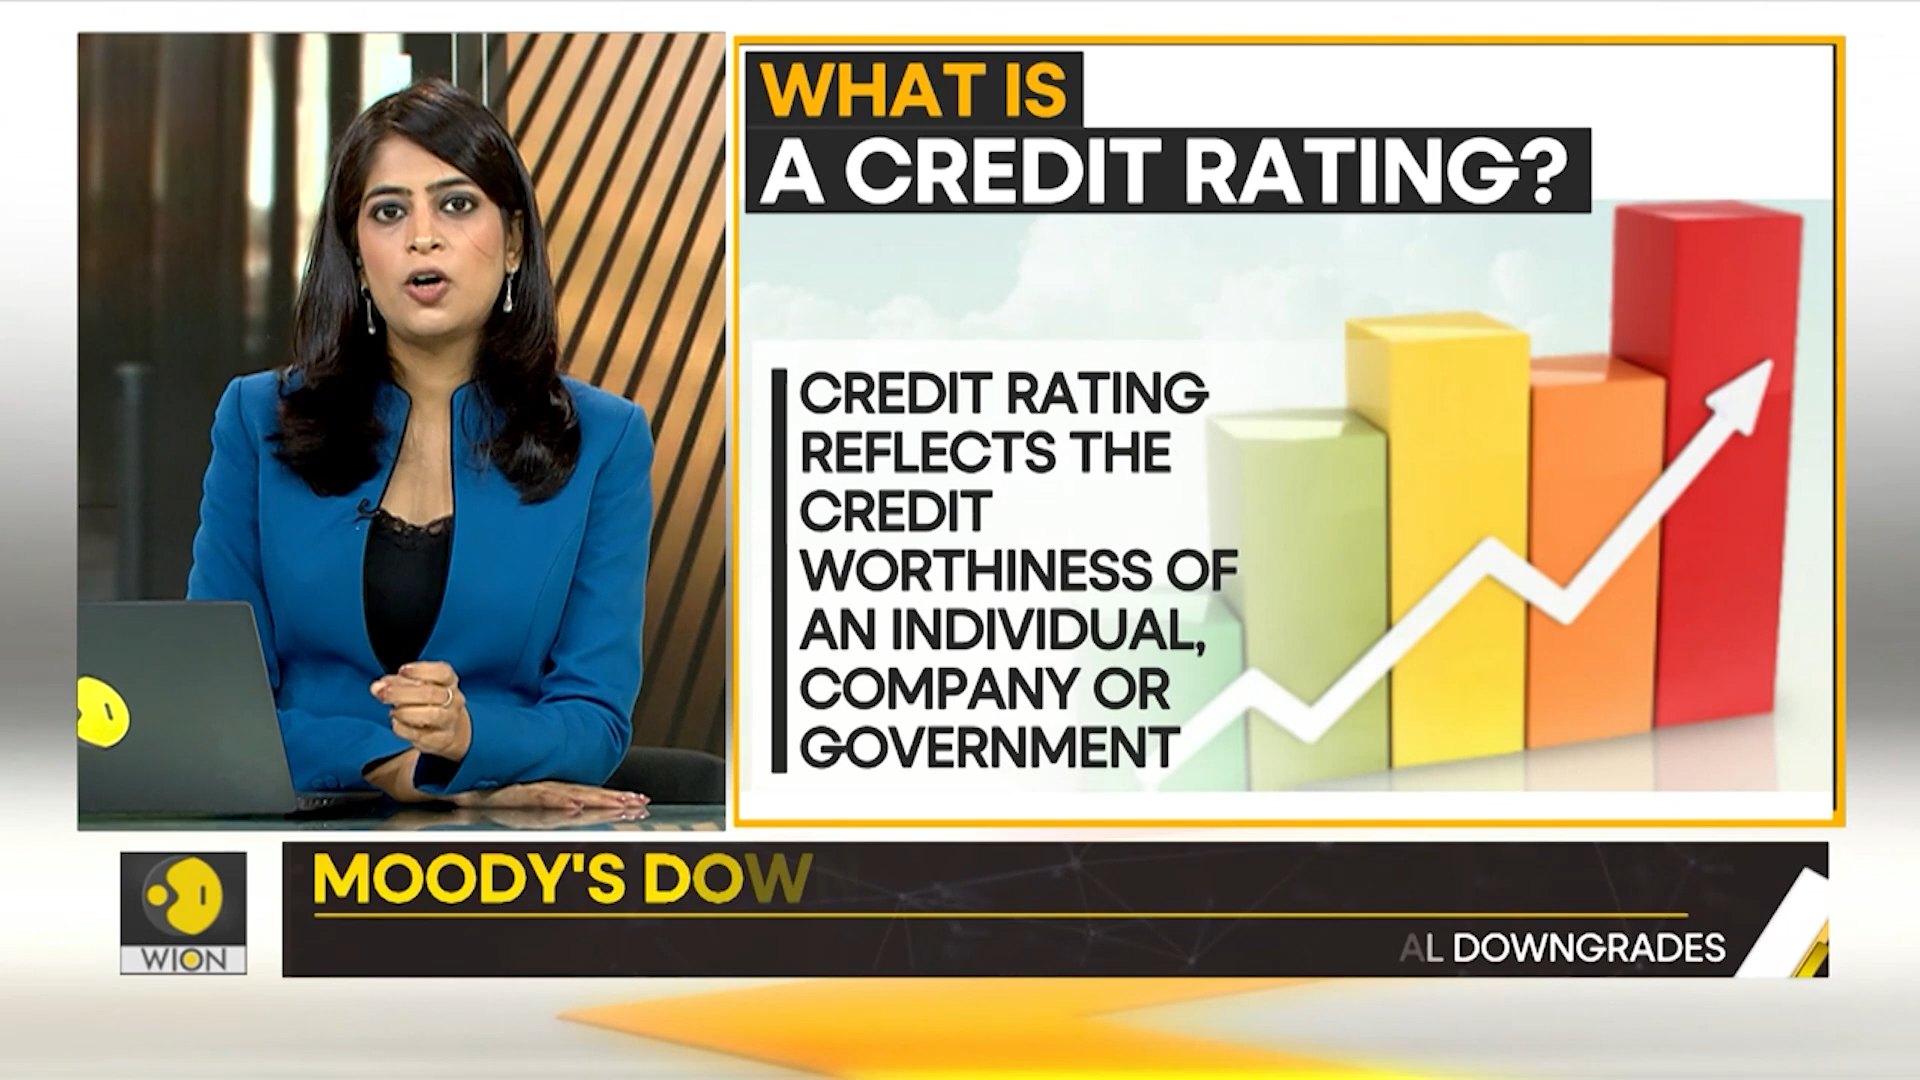 WHAT IS
A CREDIT RATING?
CREDIT RATING
REFLECTS THE
CREDIT
WORTHINESS OF
AN INDIVIDUAL,
COMPANY OR
GOVERNMENT
MOODY'S DOW
AL DOWNGRADES
WION